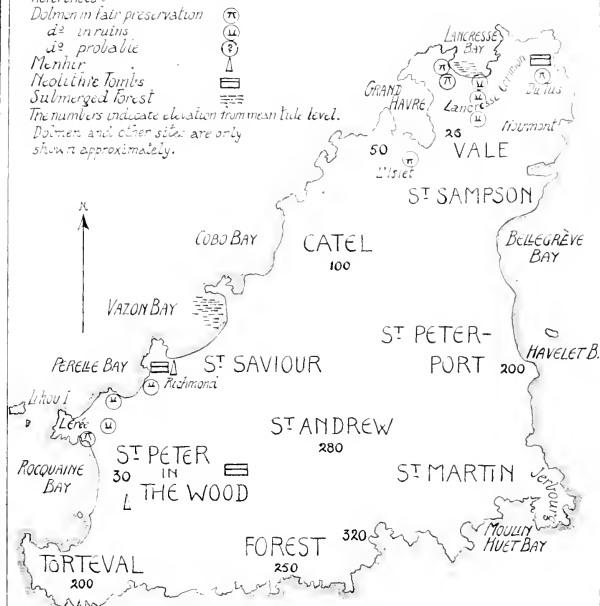 References
Dolmen in fair preservation
dº in ruins
dº probable
Menhir
Neolithic Tombs
Submerged Forest
The numbers indicate elevation from mean tide level.
Dolmen and other sites are only
shown approximately.
N.
LANCRESSE
BAY
GRAND
HAVRE
Lancresse Common
Du Tus
Nourmont
26
50
VALE
L'Islet
ST SAMPSON
COBO BAY
CATEL
100
BELLEGRÈVE
BAY
VAZON BAY
ST PETER-
PORT 200
HAVELET B.
PERELLE BAY
ST SAVIOUR
Richmond
Lihou I
Lerée
ST ANDREW
280
ROCQUAINE
BAY
ST PETER
30 IN
THE WOOD
ST MARTIN
Jerbourg
MOULIN
HUET BAY
FOREST
250
320
TORTEVAL
200